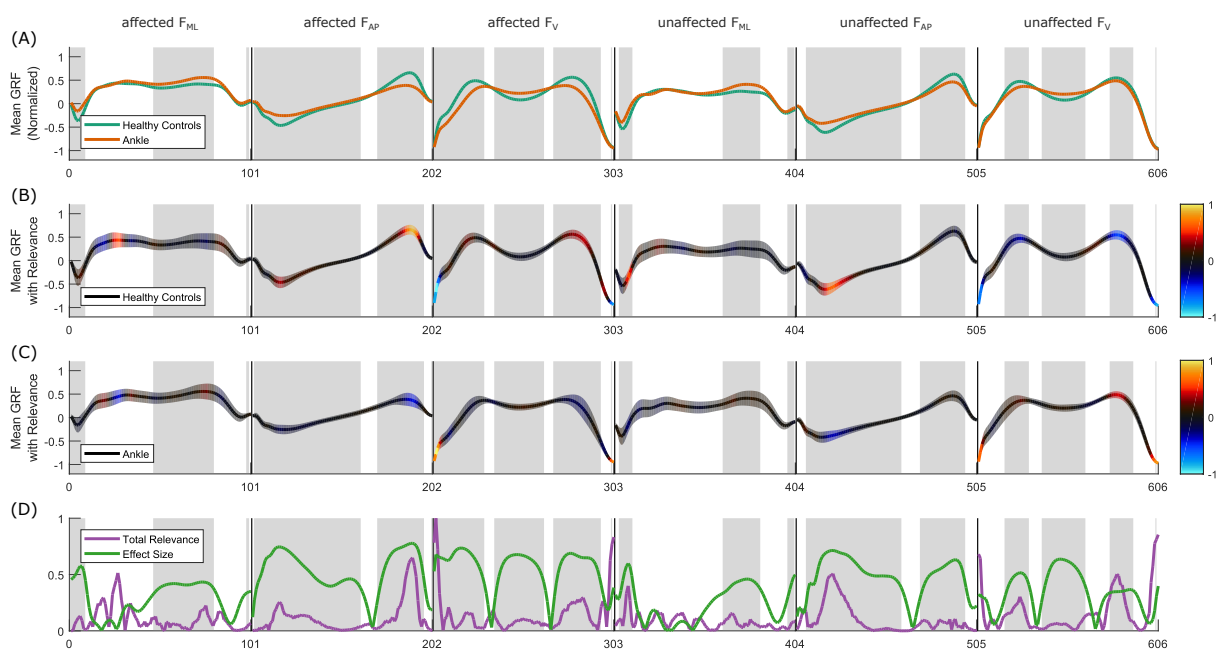 affected F_ML affected F_AP affected F_V unaffected F_ML unaffected F_AP unaffected F_V
(A)
Mean GRF
(Normalized)
1
0.5
0
-0.5
-1
Healthy Controls
Ankle
0 101 202 303 404 505 606
(B)
Mean GRF
with Relevance
1
0.5
0
-0.5
-1
Healthy Controls
1
0
-1
0 101 202 303 404 505 606
(C)
Mean GRF
with Relevance
1
0.5
0
-0.5
-1
Ankle
1
0
-1
0 101 202 303 404 505 606
(D)
1
0.5
0
Total Relevance
Effect Size
0 101 202 303 404 505 606